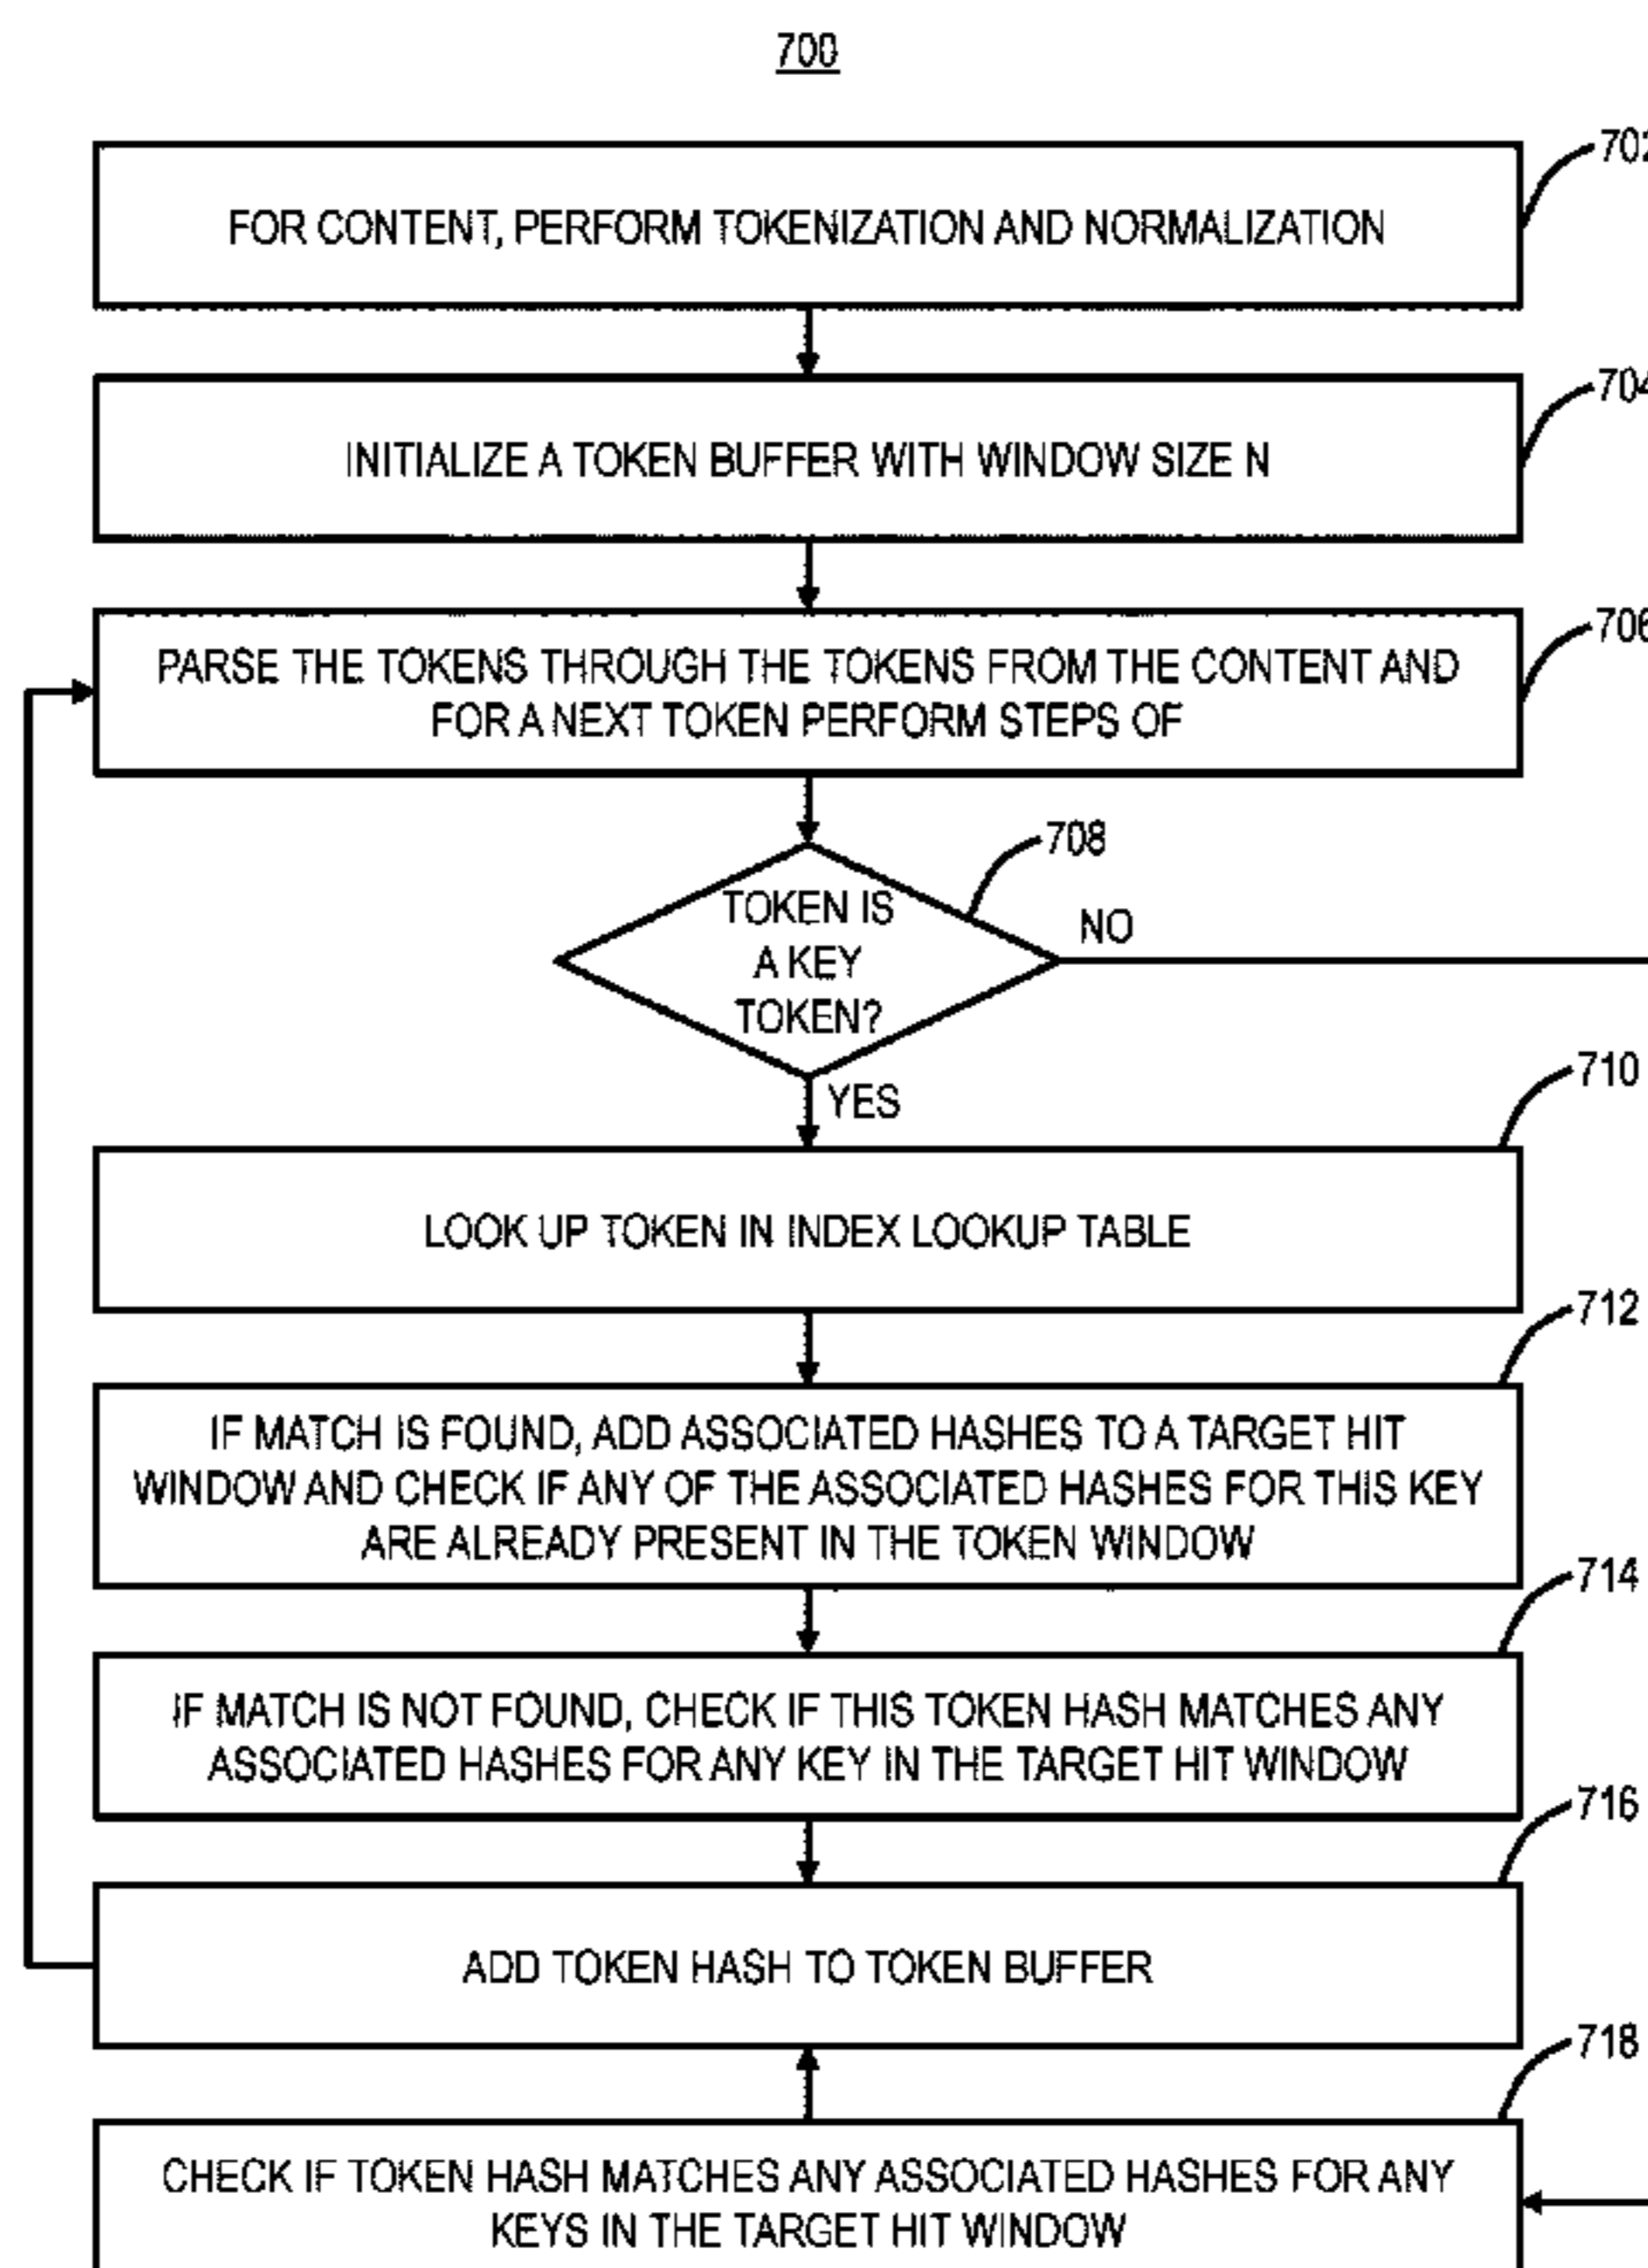 700
702
FOR CONTENT, PERFORM TOKENIZATION AND NORMALIZATION
704
INITIALIZE A TOKEN BUFFER WITH WINDOW SIZE N
706
PARSE THE TOKENS THROUGH THE TOKENS FROM THE CONTENT AND
FOR A NEXT TOKEN PERFORM STEPS OF
708
TOKEN IS
A KEY
TOKEN?
NO
YES
710
LOOK UP TOKEN IN INDEX LOOKUP TABLE
712
IF MATCH IS FOUND, ADD ASSOCIATED HASHES TO A TARGET HIT
WINDOW AND CHECK IF ANY OF THE ASSOCIATED HASHES FOR THIS KEY
ARE ALREADY PRESENT IN THE TOKEN WINDOW
714
IF MATCH IS NOT FOUND, CHECK IF THIS TOKEN HASH MATCHES ANY
ASSOCIATED HASHES FOR ANY KEY IN THE TARGET HIT WINDOW
716
ADD TOKEN HASH TO TOKEN BUFFER
718
CHECK IF TOKEN HASH MATCHES ANY ASSOCIATED HASHES FOR ANY
KEYS IN THE TARGET HIT WINDOW